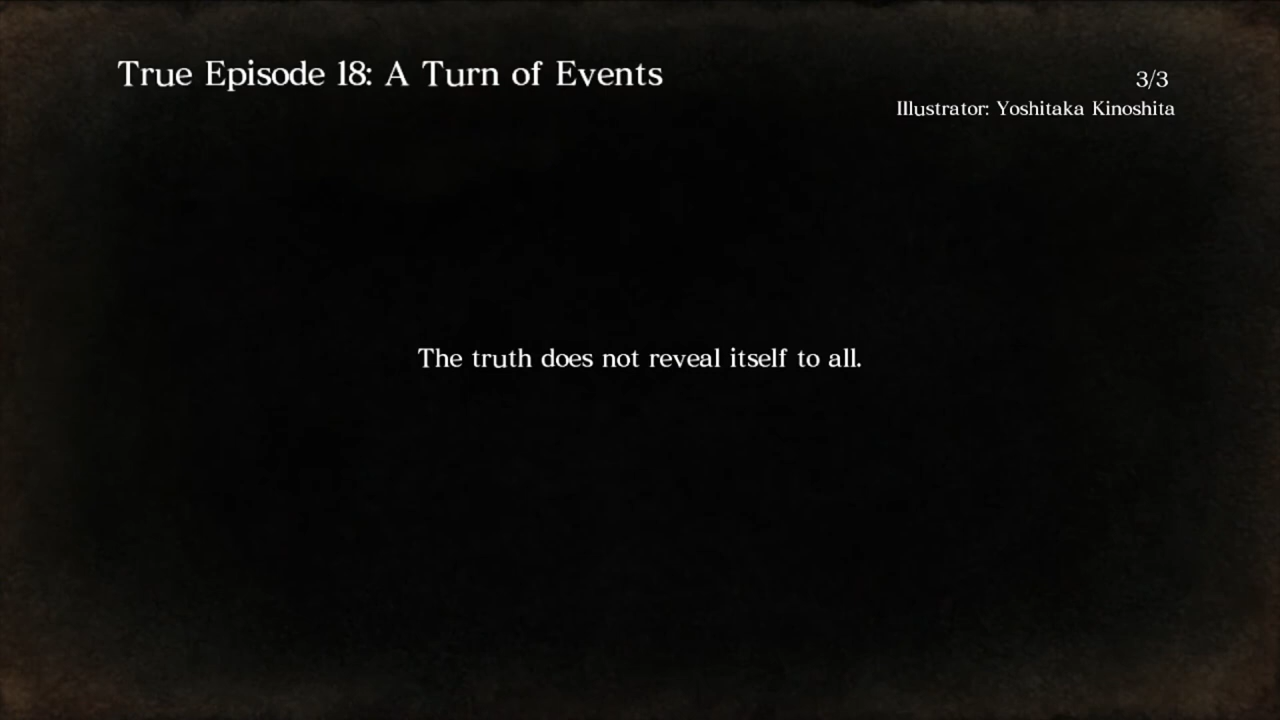 True Episode 18: A Turn of Events
3/3
Illustrator: Yoshitaka Kinoshita
The truth does not reveal itself to all.